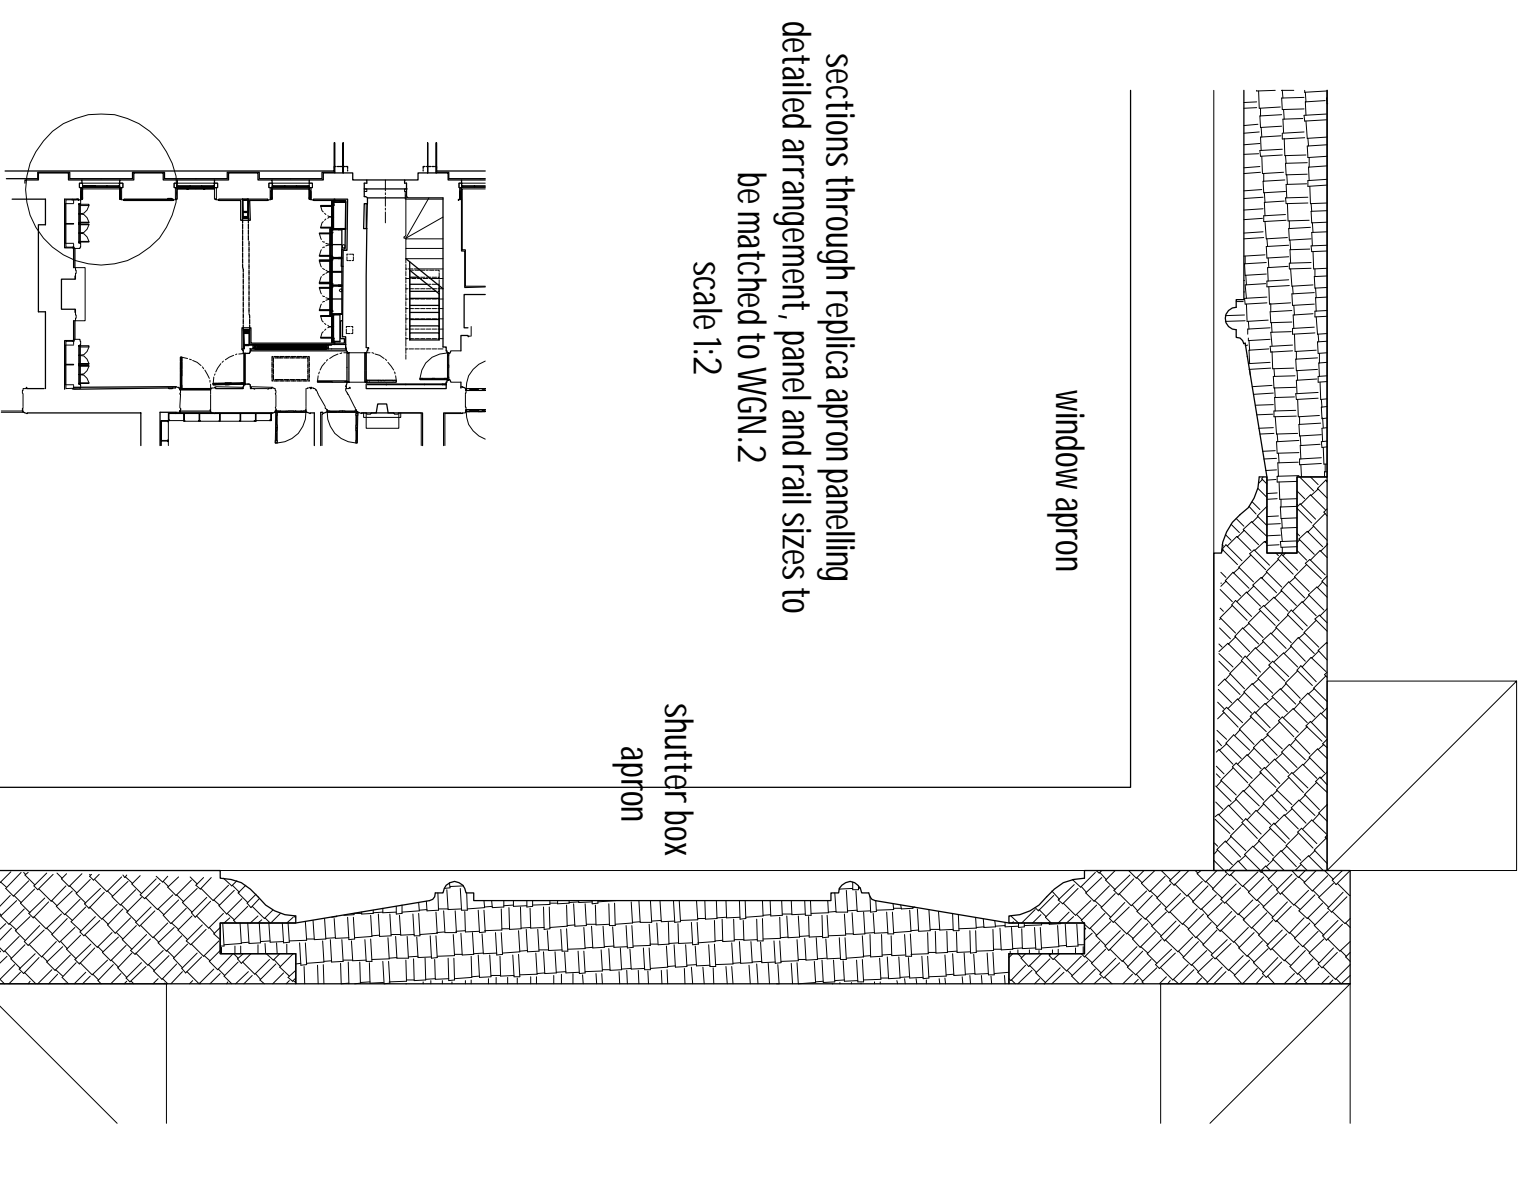 sections through replica apron panelling
detailed arrangement, panel and rail sizes to
be matched to WGN.2
scale 1:2
window apron
shutter box
apron